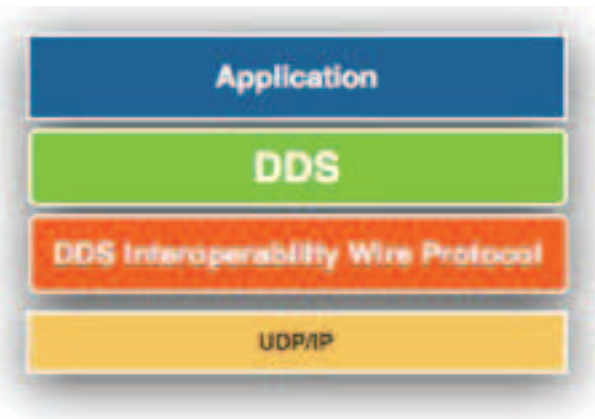 Application
DDS
DDS Interoperability Wire Protocol
UDP/IP